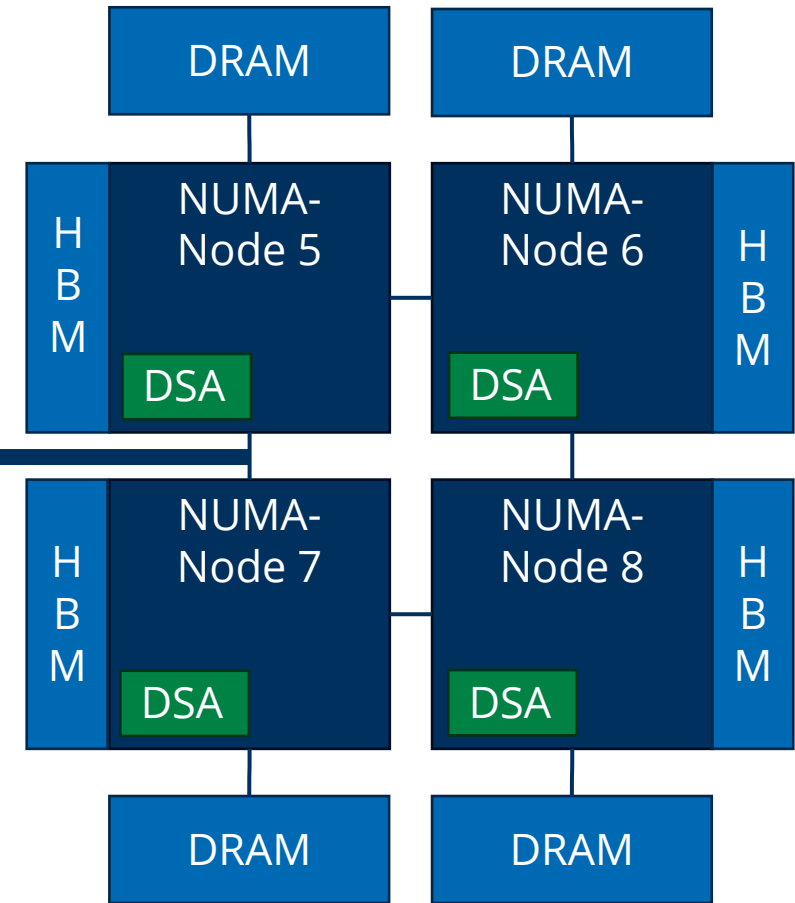 DRAM
DRAM
H
B
M
NUMA-
Node 5
DSA
NUMA-
Node 6
DSA
H
B
M
H
B
M
NUMA-
Node 7
DSA
NUMA-
Node 8
DSA
H
B
M
DRAM
DRAM